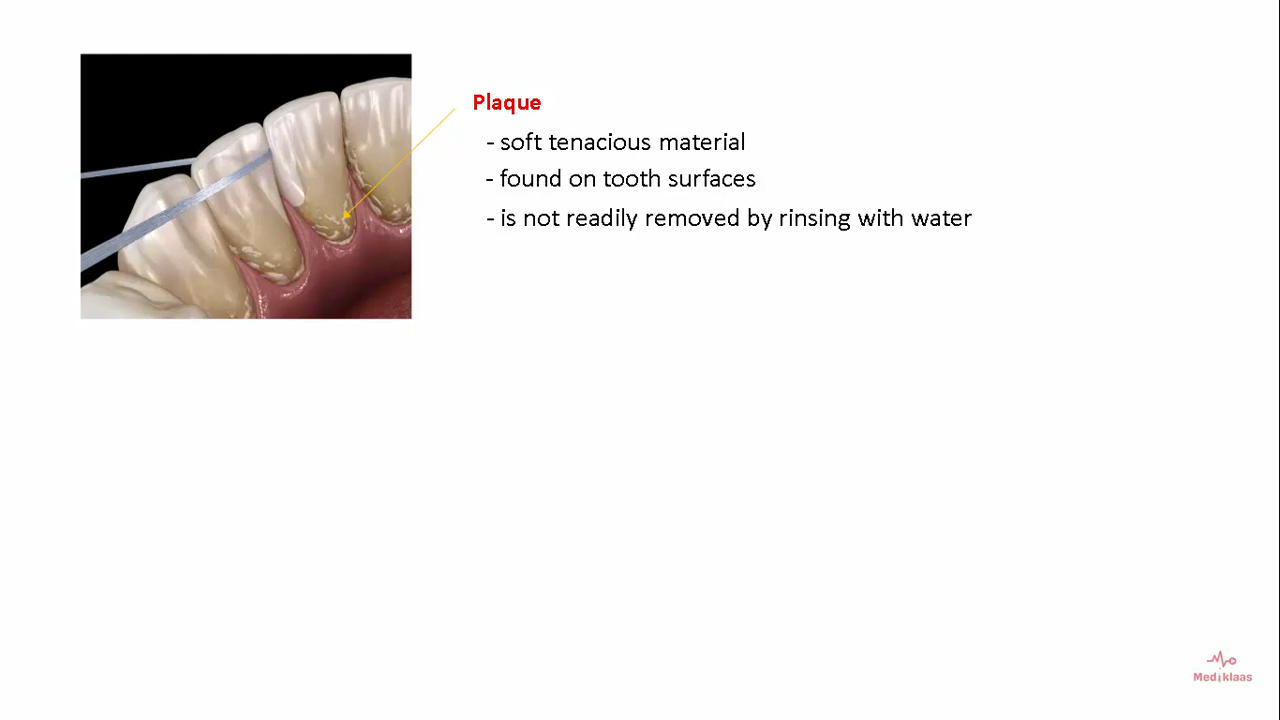 Plaque
- soft tenacious material
- found on tooth surfaces
- is not readily removed by rinsing with water
Mediklaas